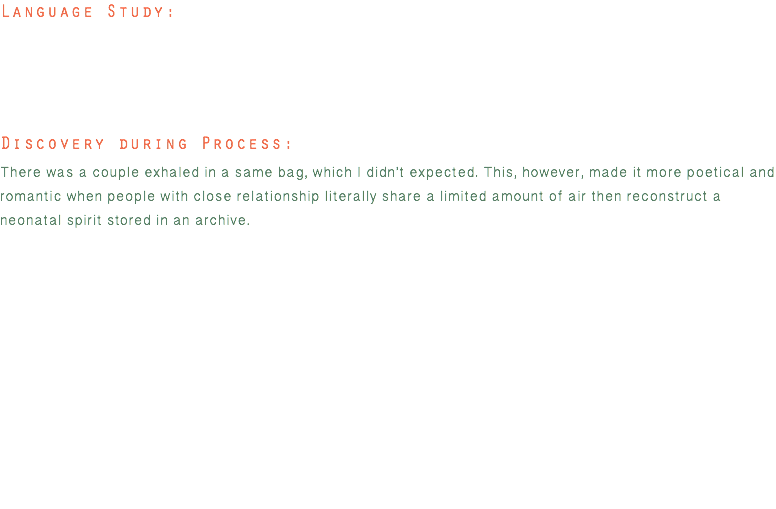 Language Study:
Discovery during Process:
There was a couple exhaled in a same bag, which I didn't expected. This, however, made it more poetical and
romantic when people with close relationship literally share a limited amount of air then reconstruct a
neonatal spirit stored in an archive.